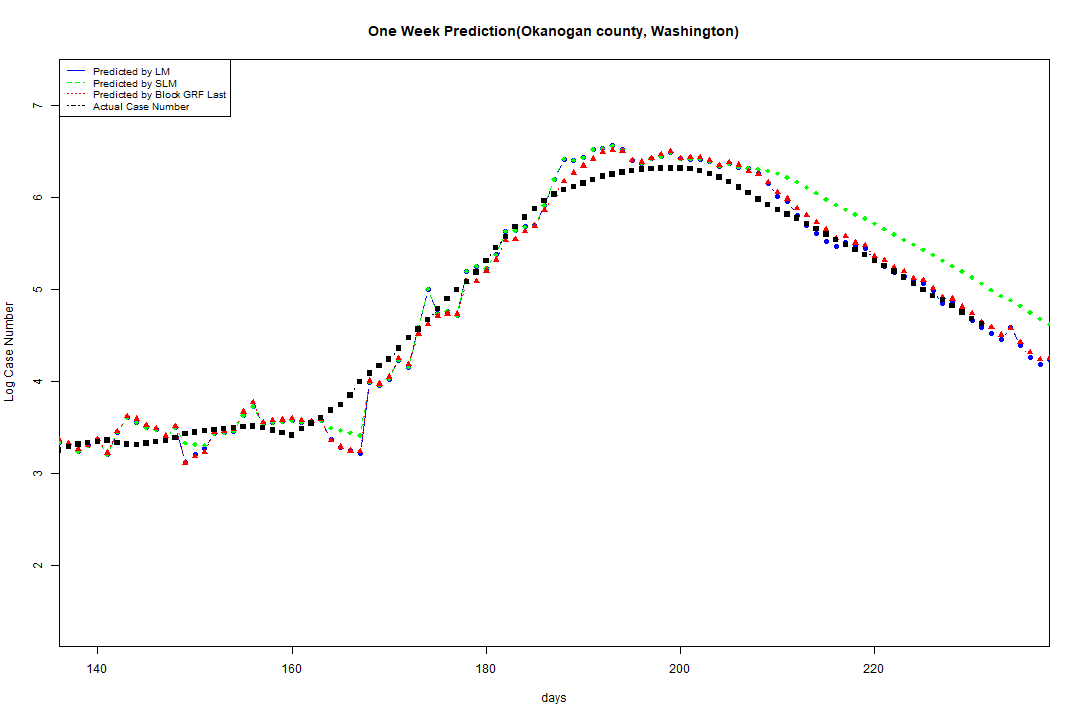 One Week Prediction(Okanogan county, Washington)
Predicted by LM
Predicted by SLM
Predicted by Block GRF Last
Actual Case Number
7
6
5
4
3
2
Log Case Number
140 160 180 200 220
days